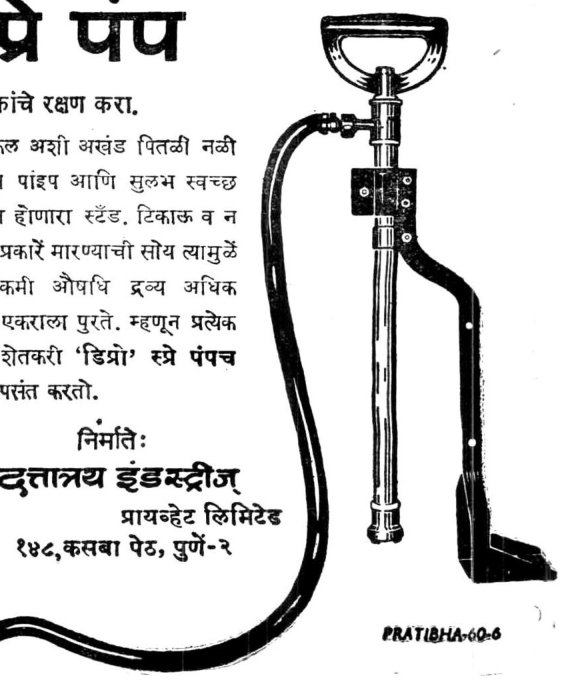 प्रे पंप
कांचे रक्षण करा.
अशी अखंड पितळी नळी
पांइप आणि सुलभ स्वच्छ
होणारा स्टँड. टिकाऊ व न
प्रकारें मारण्याची सोय त्यामुळें
कमी औषधि द्रव्य अधिक
एकराला पुरते. म्हणून प्रत्येक
शेतकरी ‘डिप्रो’ स्प्रे पंपच
पसंत करतो.
निर्माते:
दत्तात्रय इंडस्ट्रीज्
प्रायव्हेट लिमिटेड
१४८,कसबा पेठ, पुणें-२
PRATIBHA-60-6